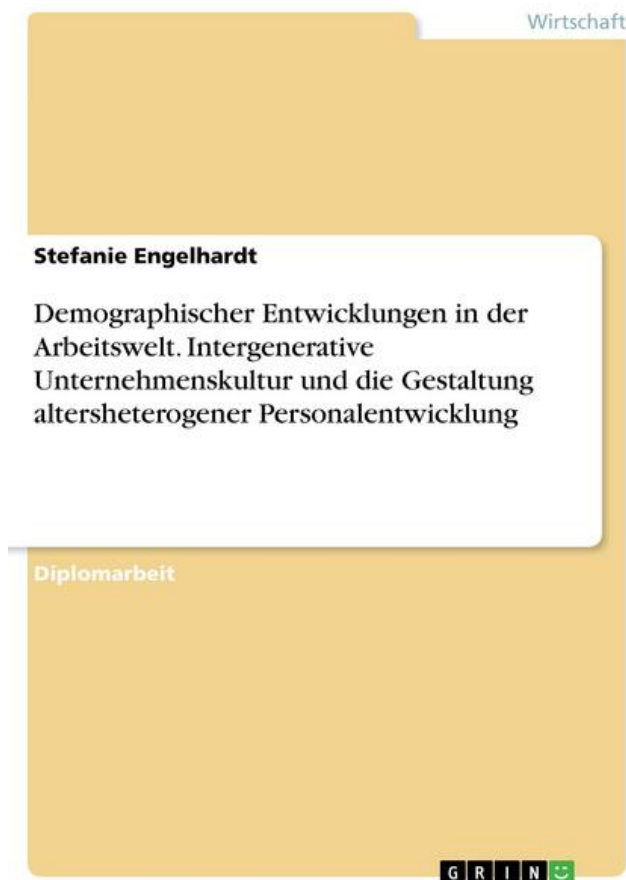 Wirtschaft
Stefanie Engelhardt
Demographischer Entwicklungen in der
Arbeitswelt. Intergenerative
Unternehmenskultur und die Gestaltung
altersheterogener Personalentwicklung
Diplomarbeit
GRIN